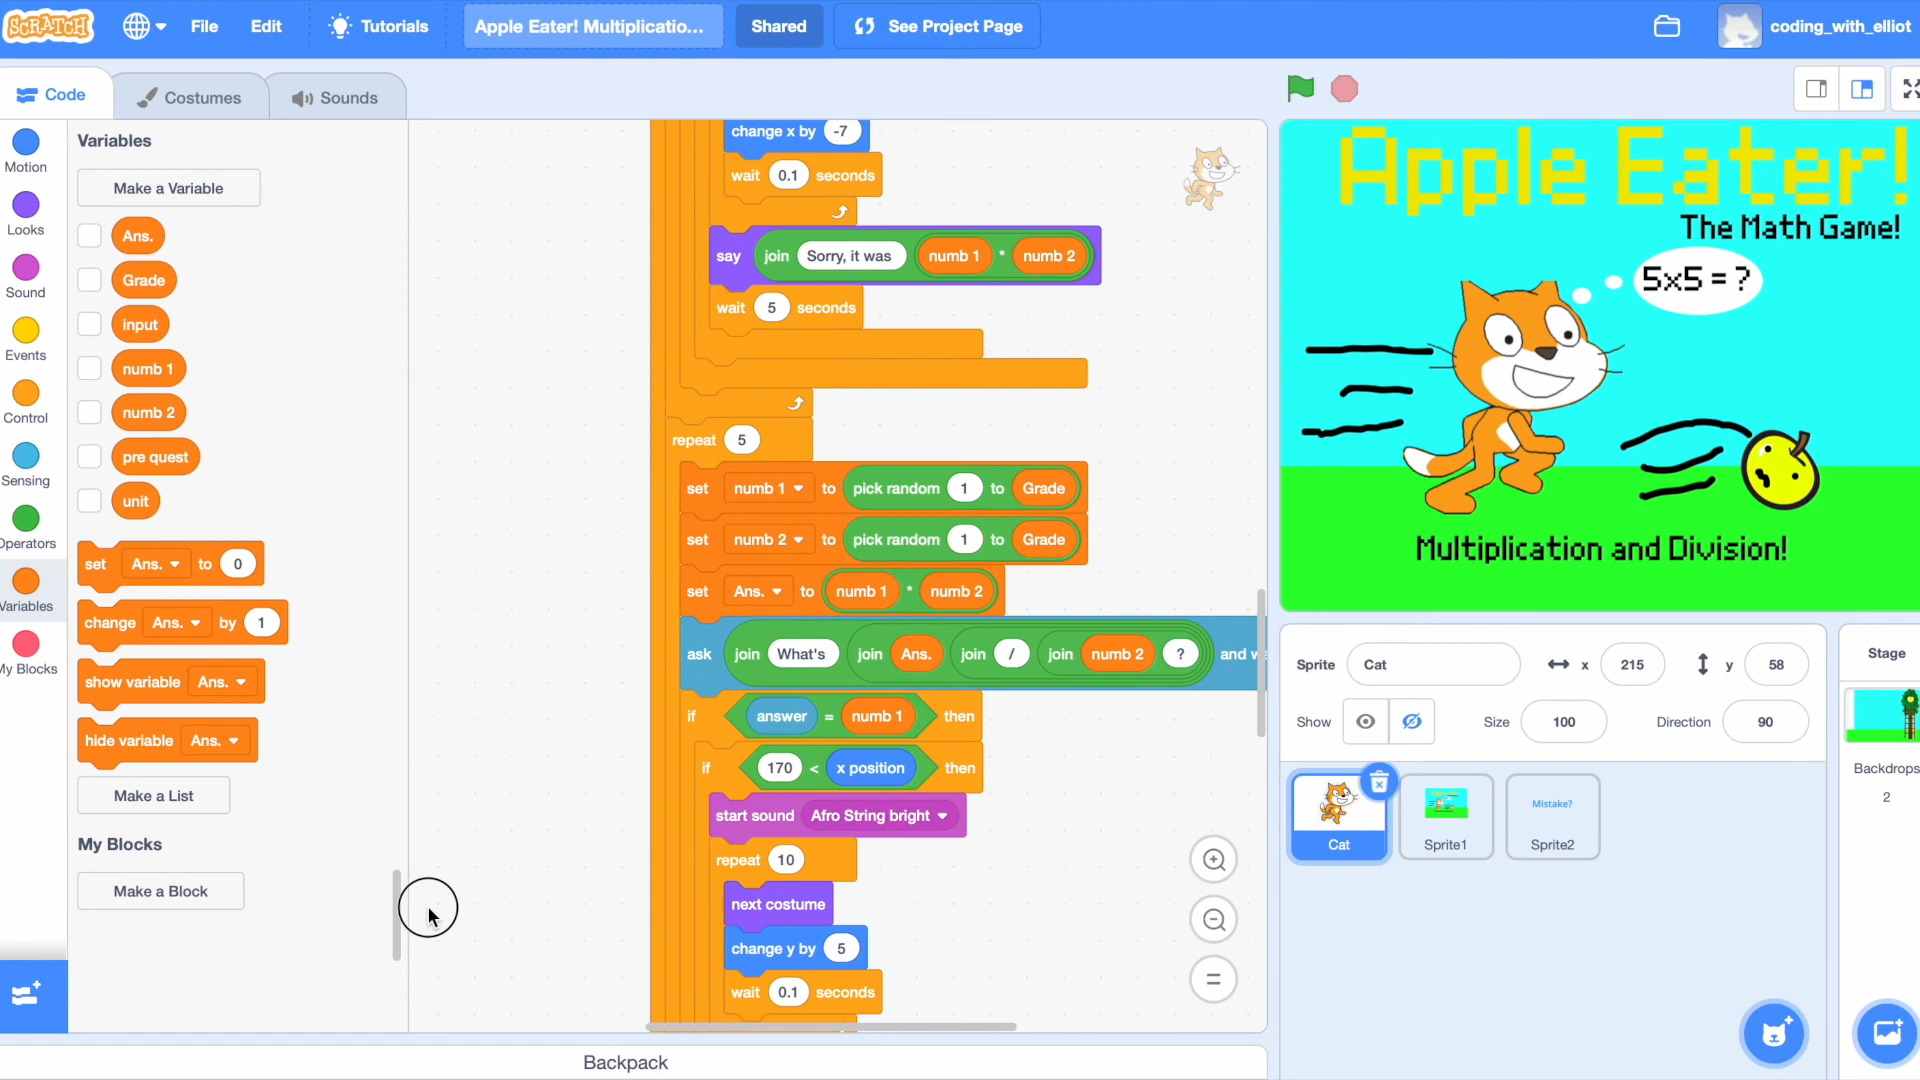 SCRATCH
File
Edit
Tutorials
Apple Eater! Multiplicatio...
Shared
See Project Page
coding_with_elliot
Code
Costumes
Sounds
Motion
Looks
Sound
Events
Control
Sensing
Operators
Variables
My Blocks
Variables
Make a Variable
Ans.
Grade
input
numb 1
numb 2
pre quest
unit
set Ans. to 0
change Ans. by 1
show variable Ans.
hide variable Ans.
Make a List
My Blocks
Make a Block
change x by -7
wait 0.1 seconds
say join Sorry, it was numb 1 * numb 2
wait 5 seconds
repeat 5
set numb 1 to pick random 1 to Grade
set numb 2 to pick random 1 to Grade
set Ans. to numb 1 * numb 2
ask join What's join Ans. join / join numb 2 ? and w
if answer = numb 1 then
if 170 < x position then
start sound Afro String bright
repeat 10
next costume
change y by 5
wait 0.1 seconds
Backpack
Apple Eater!
The Math Game!
5x5 = ?
Multiplication and Division!
Sprite Cat x 215 y 58
Show Size 100 Direction 90
Cat
Sprite1
Mistake?
Sprite2
Stage
Backdrops
2